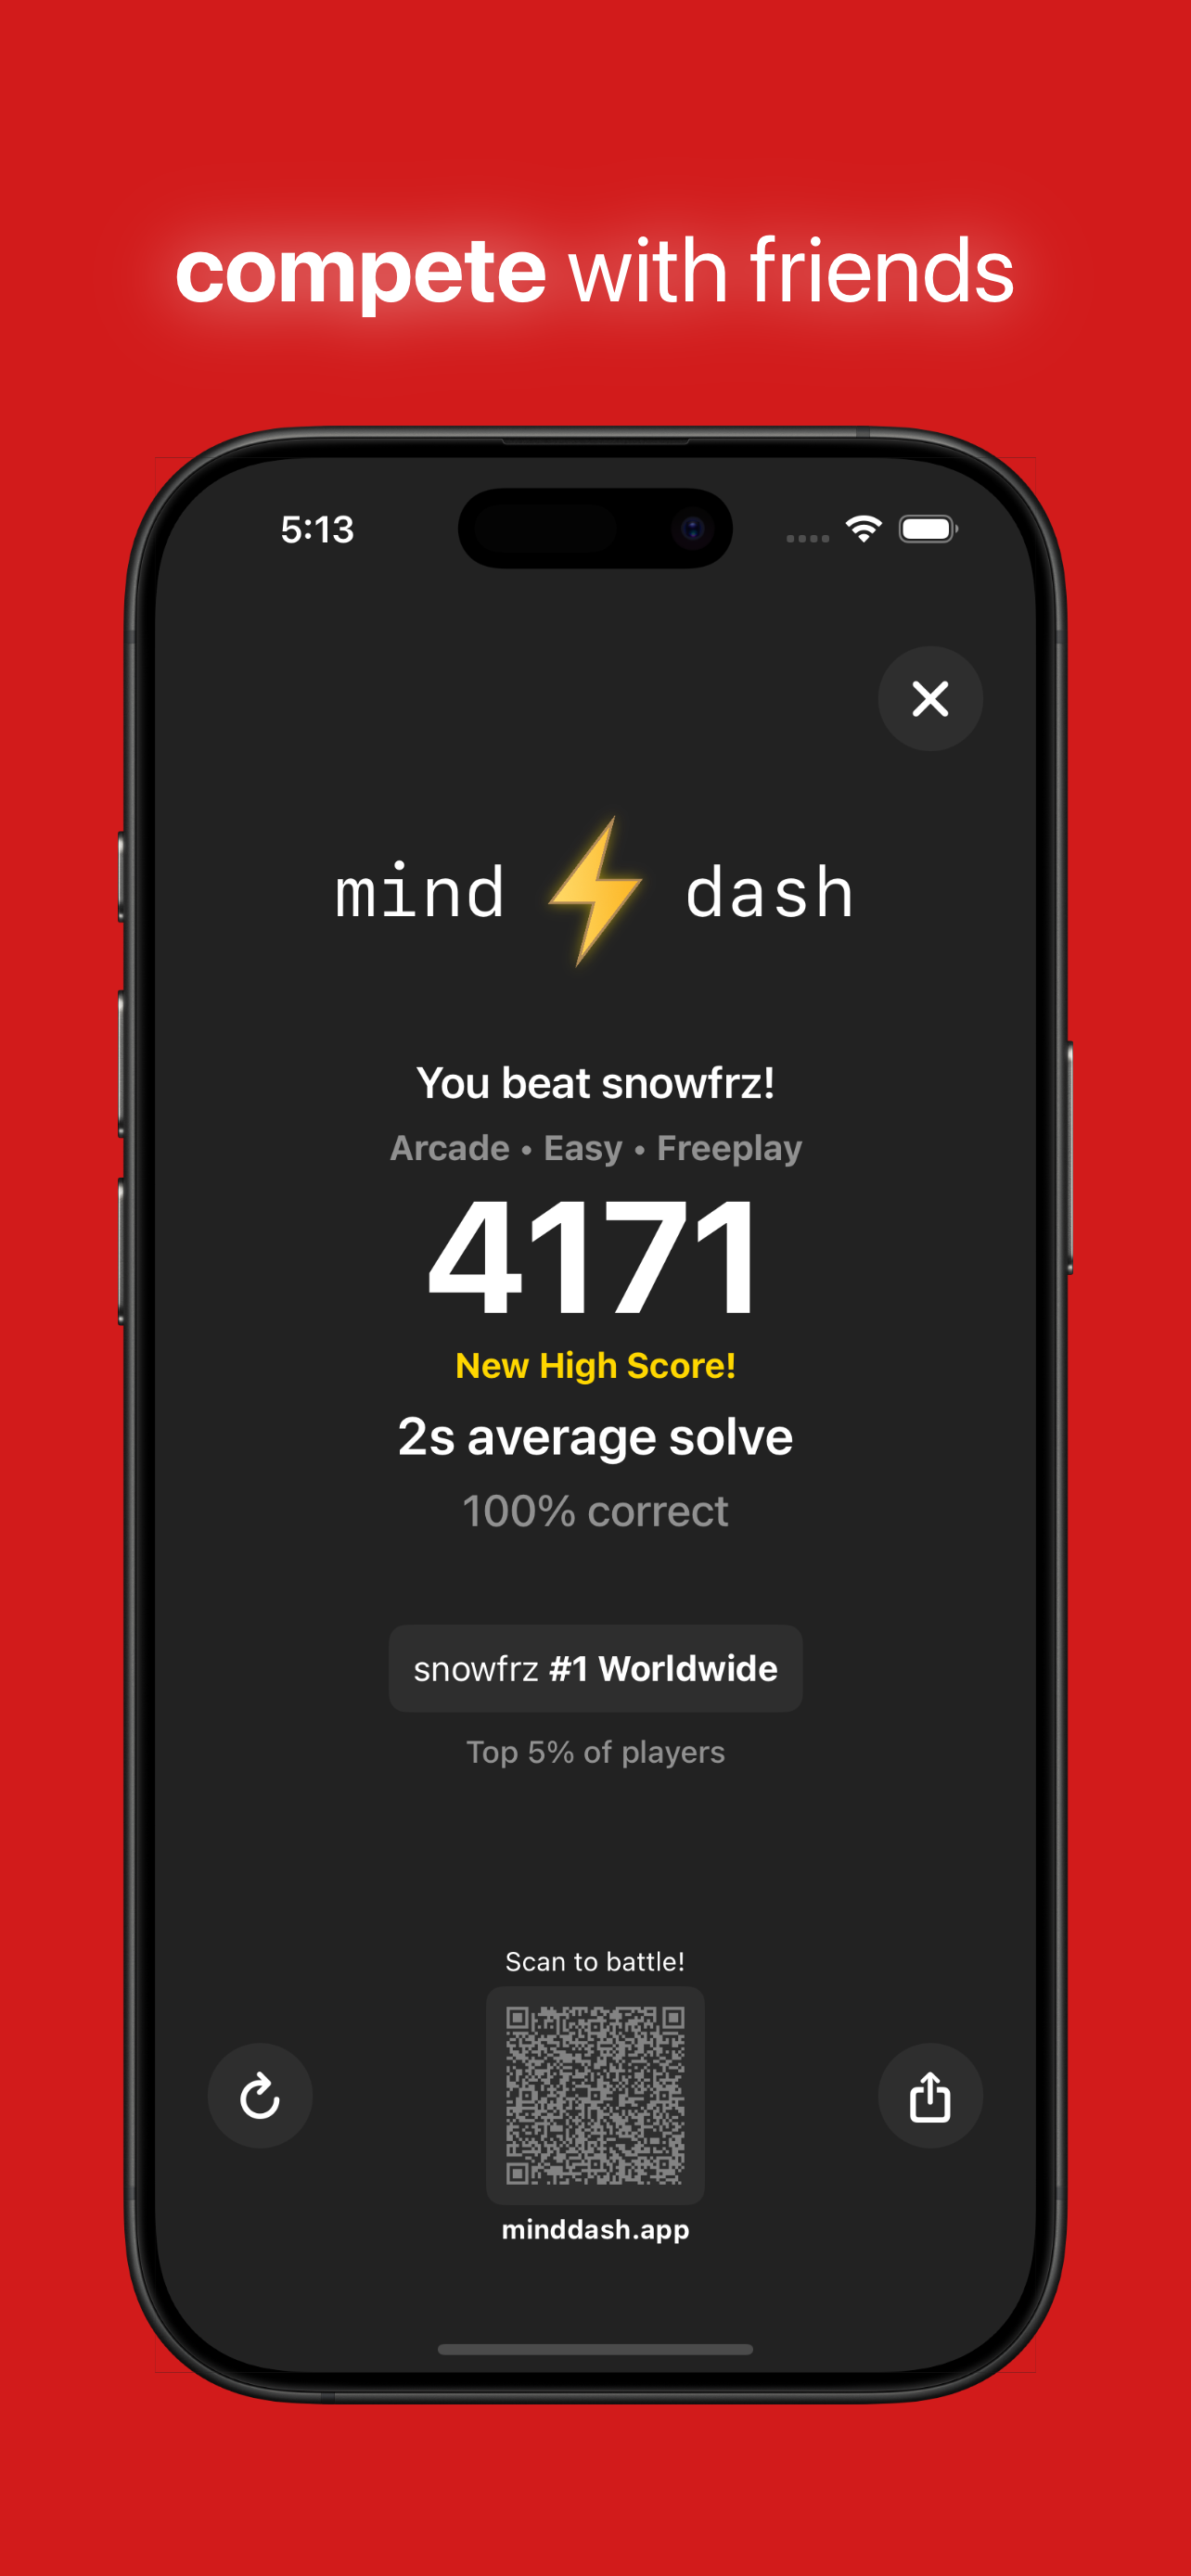 compete with friends
5:13
mind dash
You beat snowfrz!
Arcade • Easy • Freeplay
4171
New High Score!
2s average solve
100% correct
snowfrz #1 Worldwide
Top 5% of players
Scan to battle!
minddash.app